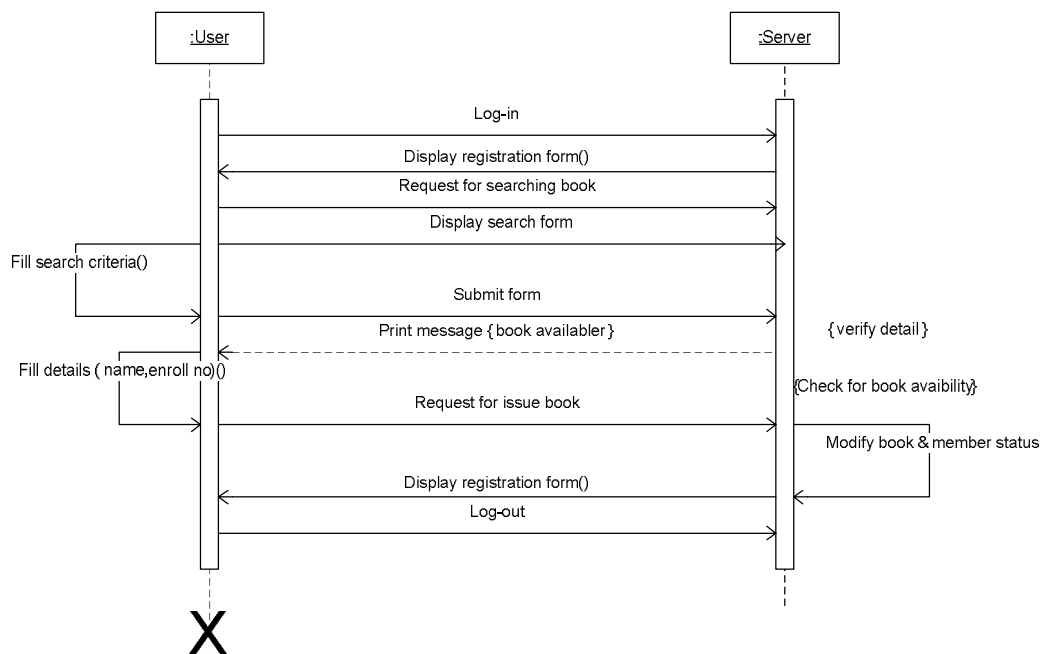 :User
:Server
Log-in
Display registration form()
Request for searching book
Display search form
Fill search criteria()
Submit form
Print message { book availabler }
{ verify detail }
Fill details ( name,enroll no)()
{Check for book avaibility}
Request for issue book
Modify book & member status
Display registration form()
Log-out
X